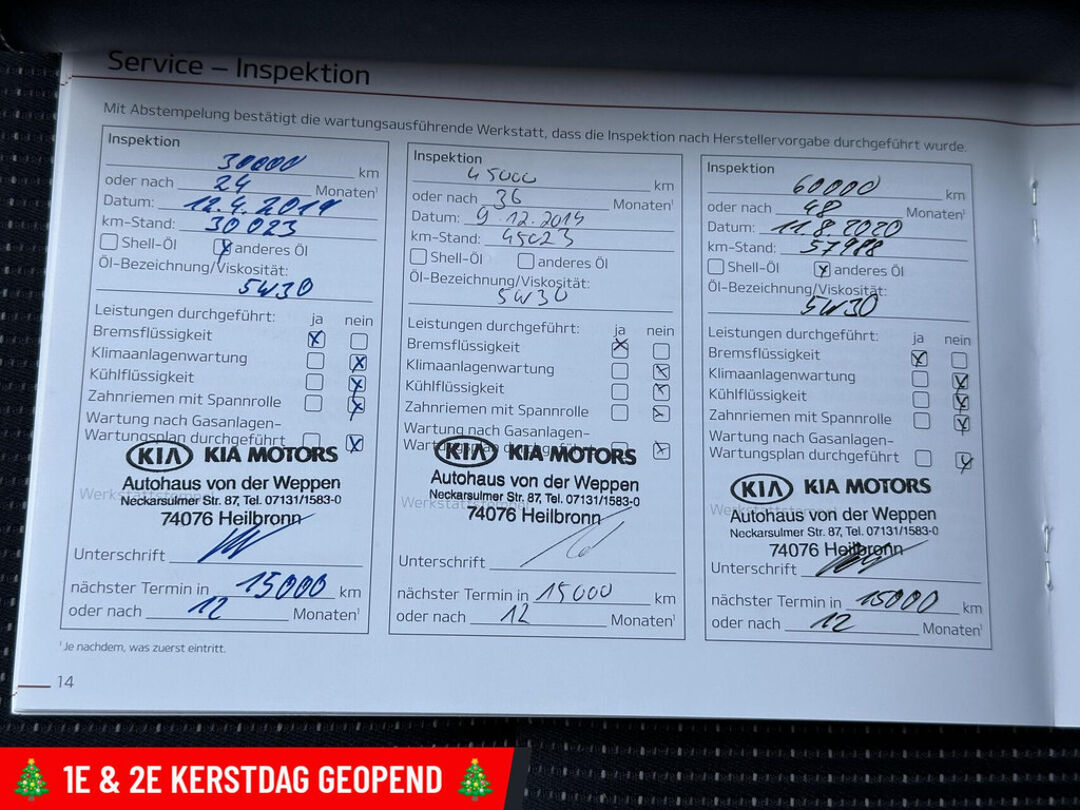 Service – Inspektion
Mit Abstempelung bestätigt die wartungsausführende Werkstatt, dass die Inspektion nach Herstellervorgabe durchgeführt wurde.
Inspektion
30000 km
oder nach 24 Monaten¹
Datum: 12.4.2019
km-Stand: 30023
Shell-Öl anderes Öl
Öl-Bezeichnung/Viskosität:
5W30
Leistungen durchgeführt: ja nein
Bremsflüssigkeit
Klimaanlagenwartung
Kühlflüssigkeit
Zahnriemen mit Spannrolle
Wartung nach Gasanlagen-
Wartungsplan durchgeführt
KIA KIA MOTORS
Autohaus von der Weppen
Neckarsulmer Str. 87, Tel. 07131/1583-0
74076 Heilbronn
Unterschrift
nächster Termin in 15000 km
oder nach 12 Monaten¹
Inspektion
45000 km
oder nach 36 Monaten¹
Datum: 9.12.2019
km-Stand: 45023
Shell-Öl anderes Öl
Öl-Bezeichnung/Viskosität:
5W30
Leistungen durchgeführt: ja nein
Bremsflüssigkeit
Klimaanlagenwartung
Kühlflüssigkeit
Zahnriemen mit Spannrolle
Wartung nach Gasanlagen-
Wartungsplan durchgeführt
KIA KIA MOTORS
Autohaus von der Weppen
Neckarsulmer Str. 87, Tel. 07131/1583-0
74076 Heilbronn
Unterschrift
nächster Termin in 15000 km
oder nach 12 Monaten¹
Inspektion
60000 km
oder nach 48 Monaten¹
Datum: 11.8.2020
km-Stand: 57988
Shell-Öl anderes Öl
Öl-Bezeichnung/Viskosität:
5W30
Leistungen durchgeführt: ja nein
Bremsflüssigkeit
Klimaanlagenwartung
Kühlflüssigkeit
Zahnriemen mit Spannrolle
Wartung nach Gasanlagen-
Wartungsplan durchgeführt
KIA KIA MOTORS
Autohaus von der Weppen
Neckarsulmer Str. 87, Tel. 07131/1583-0
74076 Heilbronn
Unterschrift
nächster Termin in 15000 km
oder nach 12 Monaten¹
¹ Je nachdem, was zuerst eintritt.
14
1E & 2E KERSTDAG GEOPEND